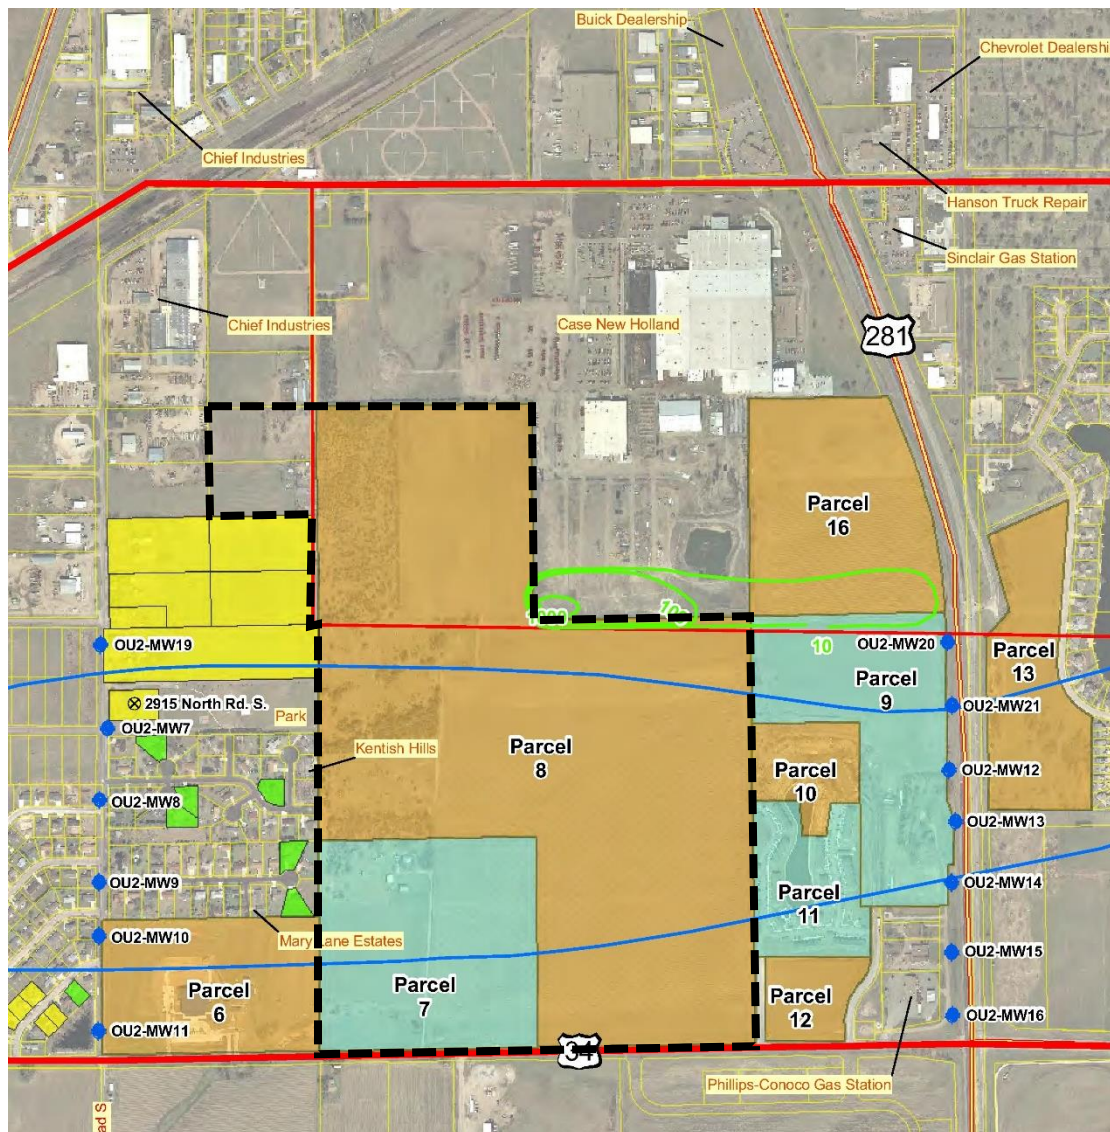 Buick Dealership
Chevrolet Dealershi
Chief Industries
Hanson Truck Repair
Sinclair Gas Station
Chief Industries
Case New Holland
281
Parcel
16
100
10
OU2-MW19
OU2-MW20
Parcel
13
Parcel
9
2915 North Rd. S.
OU2-MW21
Park
OU2-MW7
Kentish Hills
Parcel
8
Parcel
10
OU2-MW12
OU2-MW8
OU2-MW13
OU2-MW9
OU2-MW14
Parcel
11
OU2-MW10
Mary Lane Estates
OU2-MW15
Parcel
6
Parcel
7
Parcel
12
OU2-MW16
OU2-MW11
34
Phillips-Conoco Gas Station
ad S